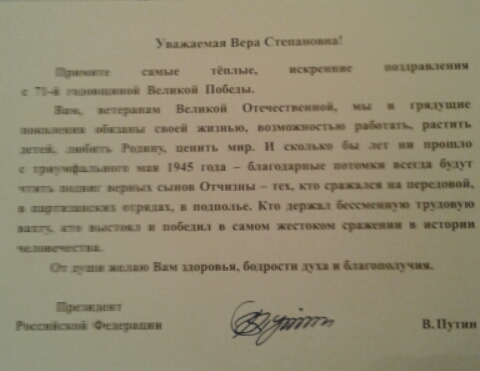 Уважаемая Вера Степановна!
Примите самые тёплые, искренние поздравления
с 71-й годовщиной Великой Победы.
Вам, ветеранам Великой Отечественной, мы и грядущие
поколения обязаны своей жизнью, возможностью работать, растить
детей, любить Родину, ценить мир. И сколько бы лет ни прошло
с триумфального мая 1945 года – благодарные потомки всегда будут
чтить подвиг верных сынов Отчизны – тех, кто сражался на передовой,
в партизанских отрядах, в подполье. Кто держал бессменную трудовую
вахту, кто выстоял и победил в самом жестоком сражении в истории
человечества.
От души желаю Вам здоровья, бодрости духа и благополучия.
Президент
Российской Федерации
В. Путин